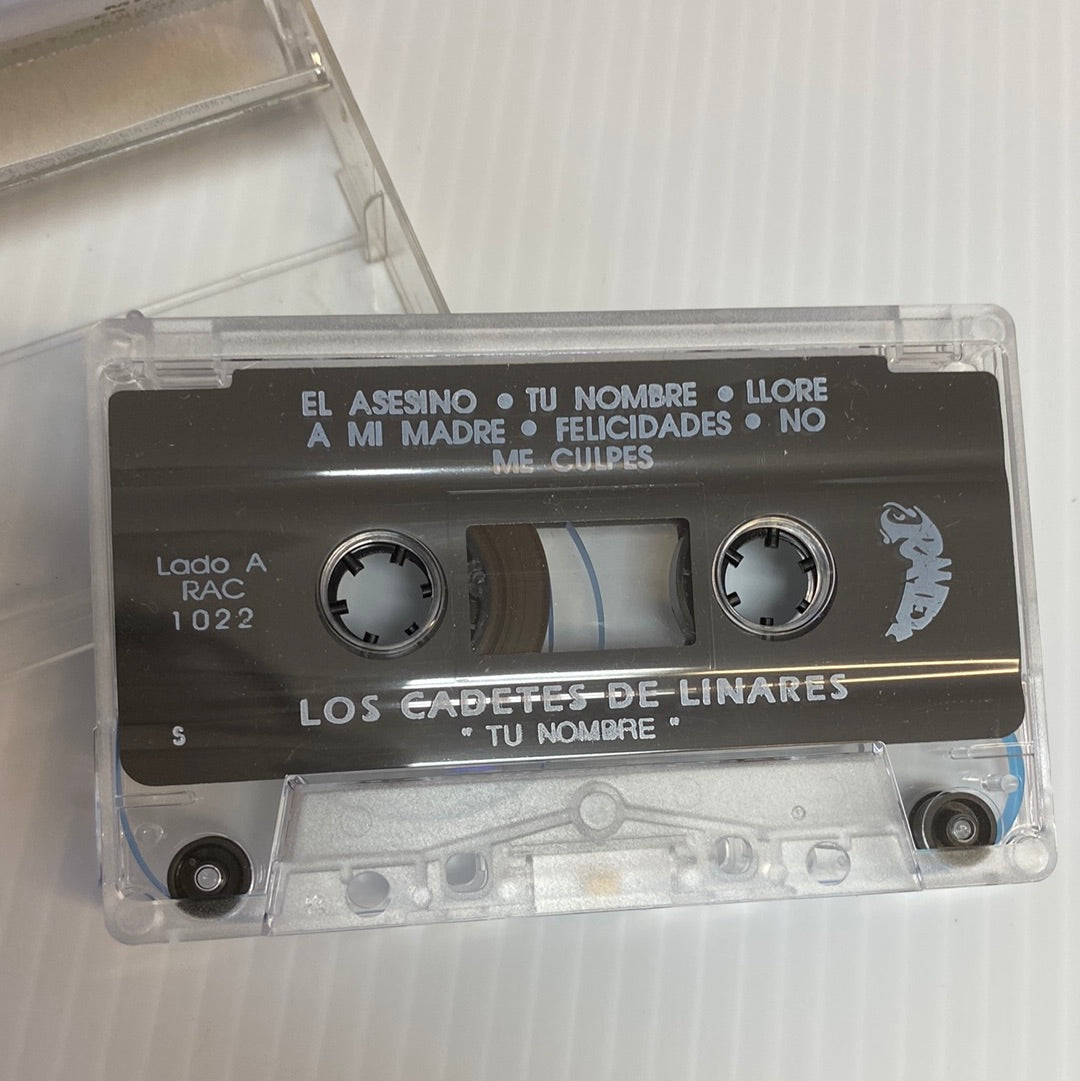 EL ASESINO • TU NOMBRE • LLORE
A MI MADRE • FELICIDADES • NO
ME CULPES
Lado A
RAC
1022
RAMEX
LOS CADETES DE LINARES
" TU NOMBRE "
S